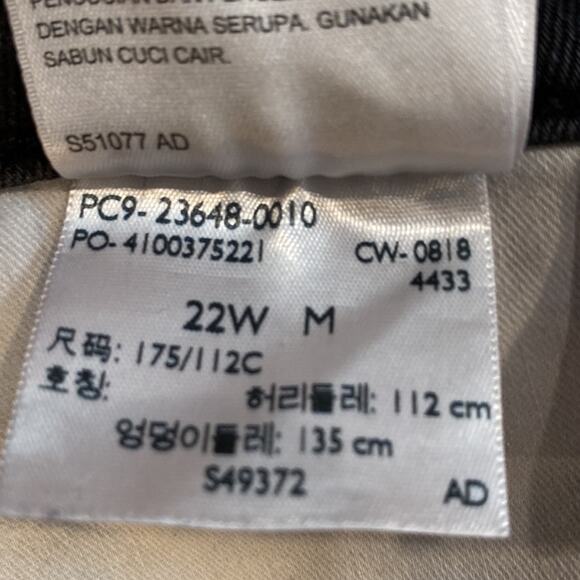 DENGAN WARNA SERUPA. GUNAKAN
SABUN CUCI CAIR.
S51077 AD
PC9-23648-0010
PO-4100375221 CW-0818
4433
22W M
尺码: 175/112C
호칭:
허리둘레: 112 cm
엉덩이둘레: 135 cm
S49372
AD